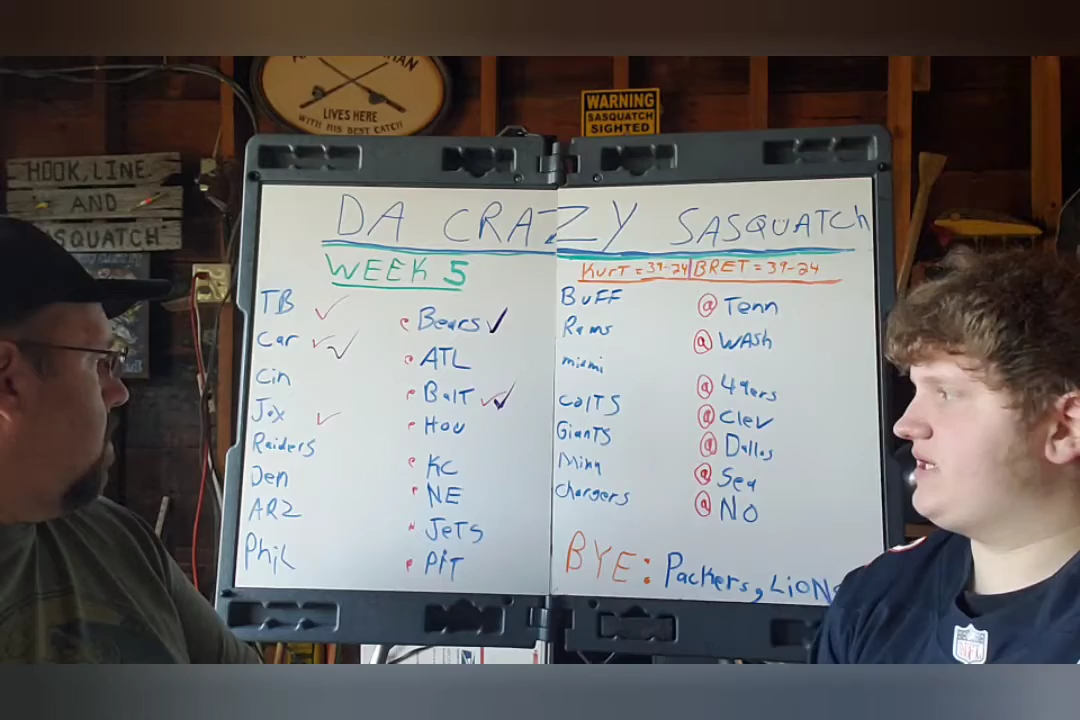 LIVES HERE
WITH HIS BEST CATCH
WARNING
SASQUATCH
SIGHTED
HOOK, LINE
AND
SQUATCH
DA CRAZY SASQUATCH
WEEK 5
KurT = 39-24 | BRET = 39-24
TB @ Bears
Car @ ATL
Cin @ BalT
Jax @ Hou
Raiders @ KC
Den @ NE
ARZ @ JeTS
Phil @ PiT
BuFF @ Tenn
Rams @ WAsh
miami @ 49ers
ColTS @ Clev
GianTS @ Dallas
Minn @ Sea
Chargers @ No
BYE: Packers, LiONs
NFL